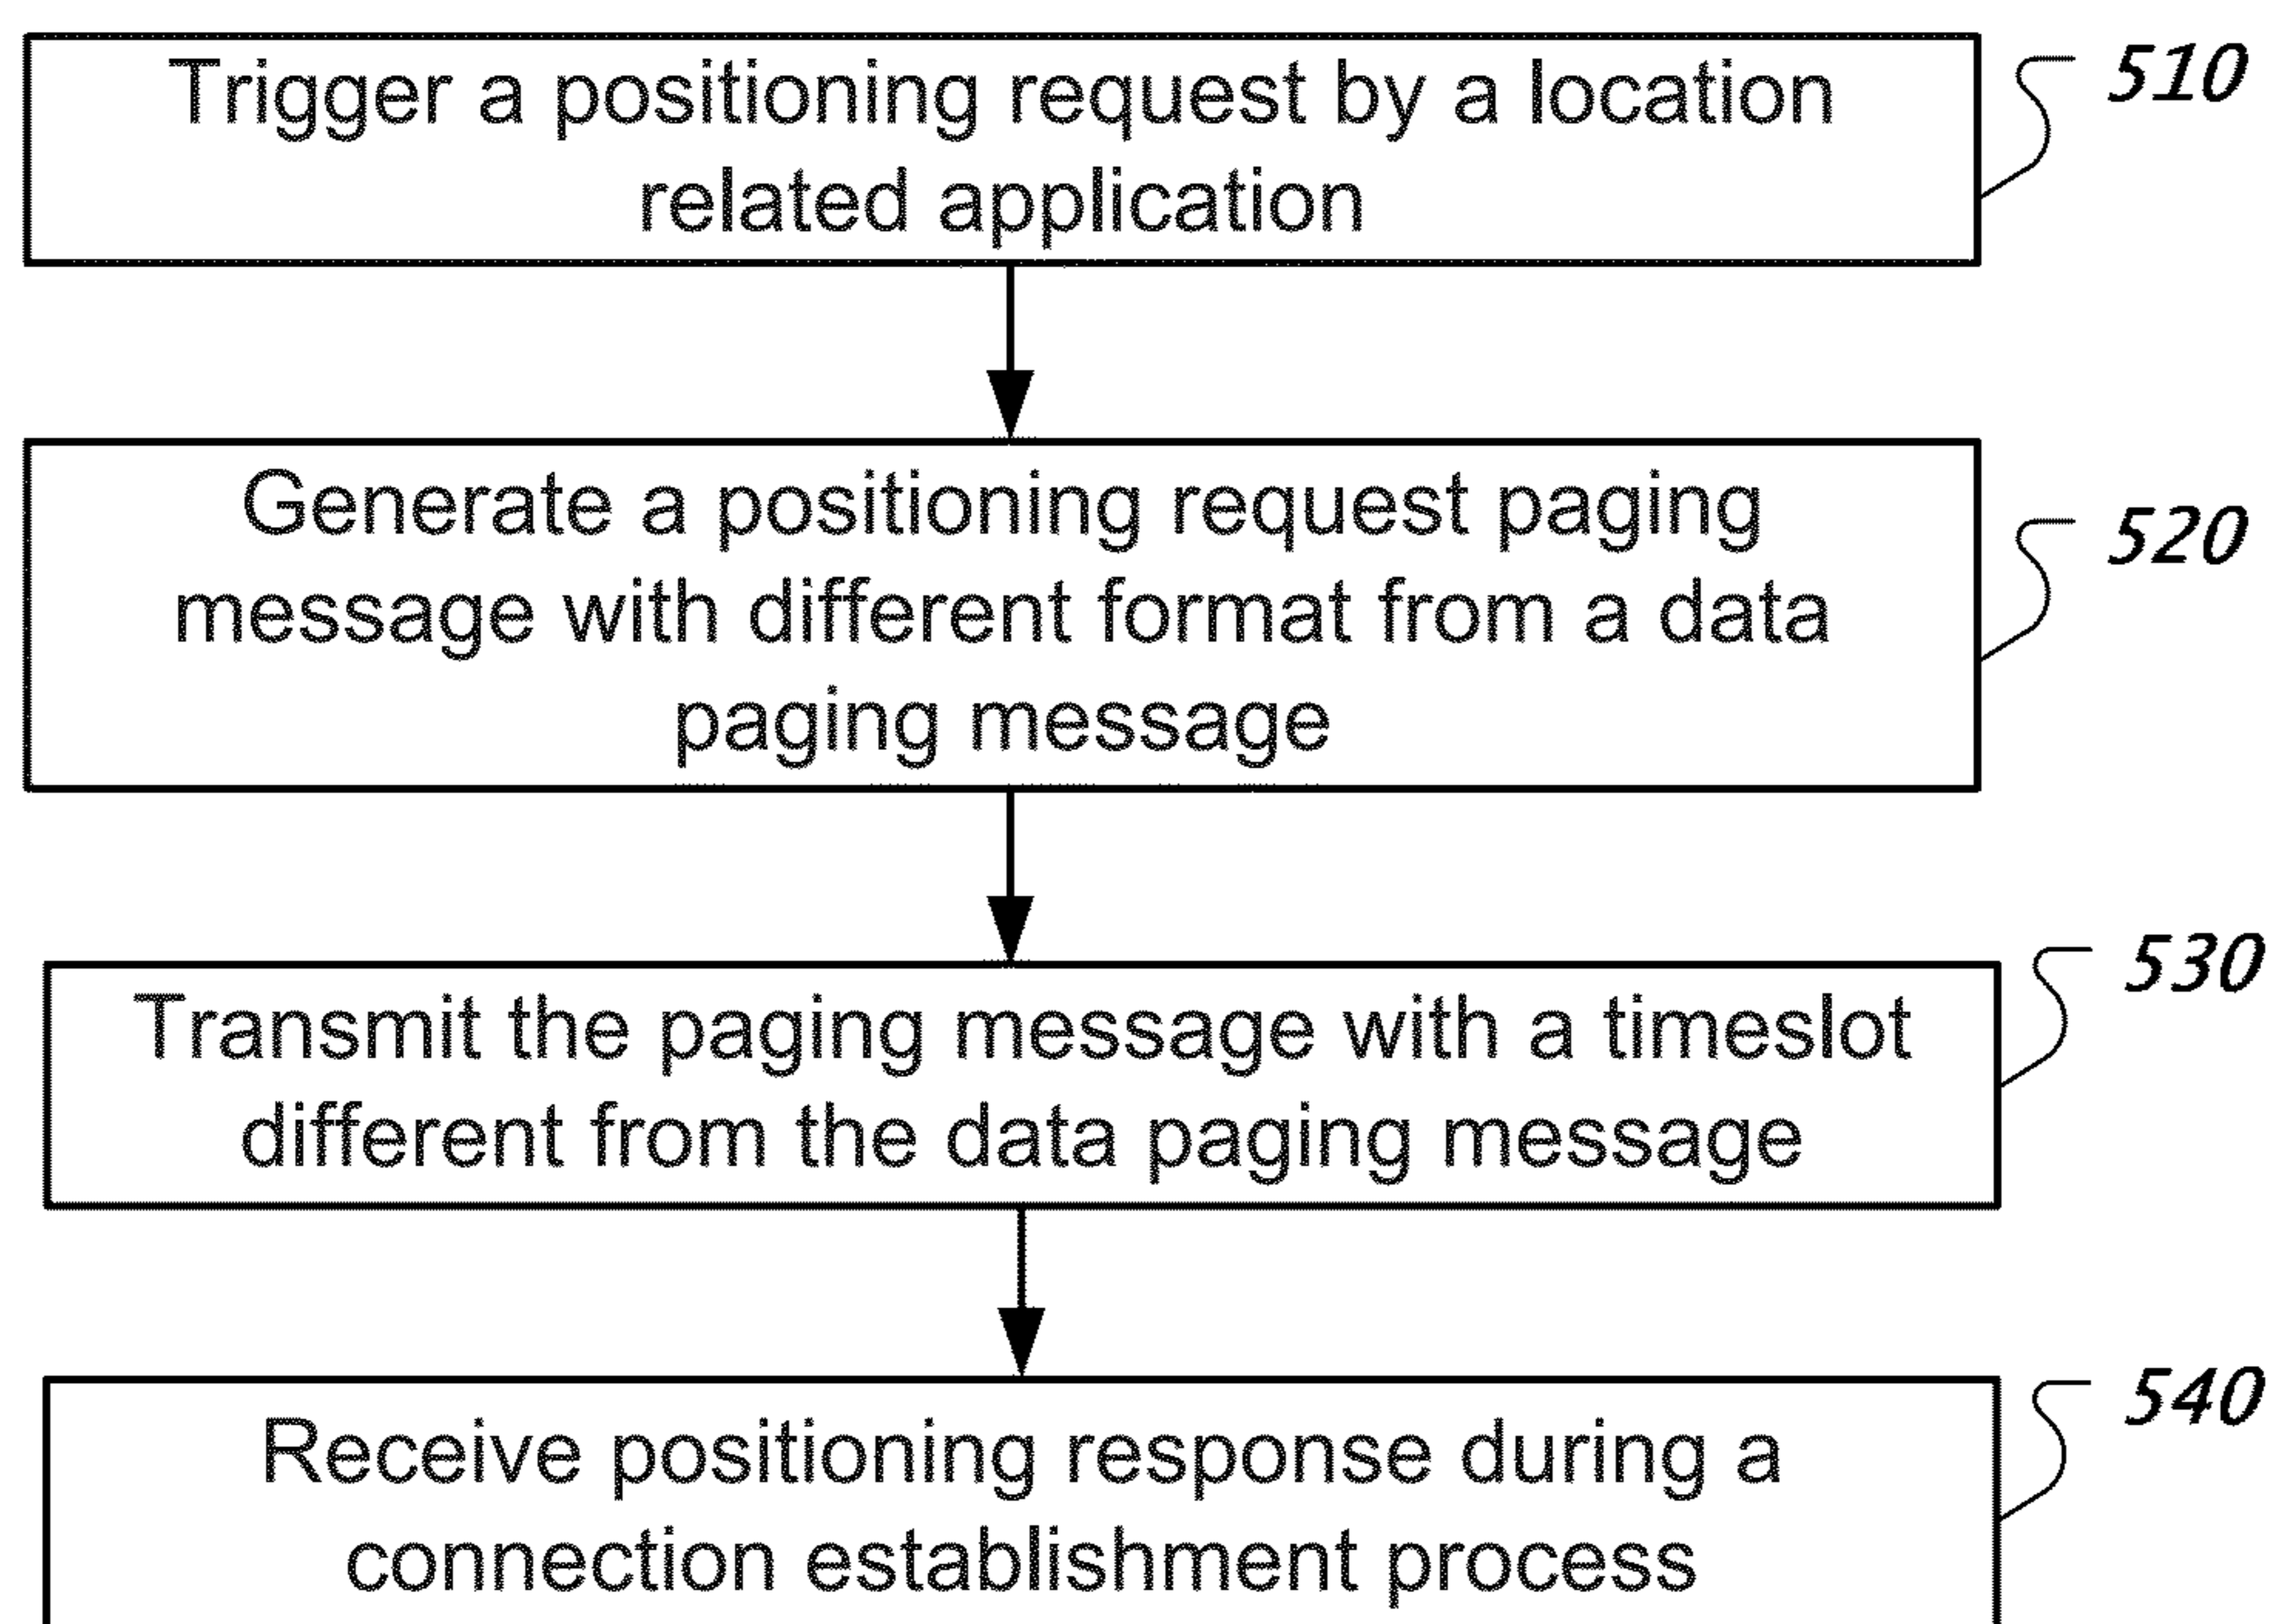 Trigger a positioning request by a location
related application
510
Generate a positioning request paging
message with different format from a data
paging message
520
Transmit the paging message with a timeslot
different from the data paging message
530
Receive positioning response during a
connection establishment process
540